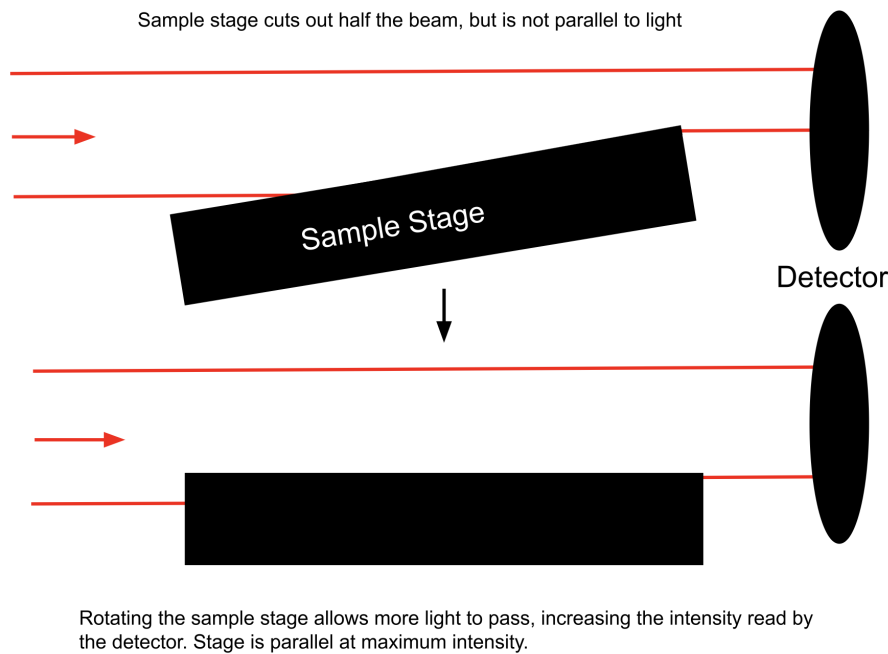 Sample stage cuts out half the beam, but is not parallel to light
Sample Stage
Detector
Rotating the sample stage allows more light to pass, increasing the intensity read by
the detector. Stage is parallel at maximum intensity.